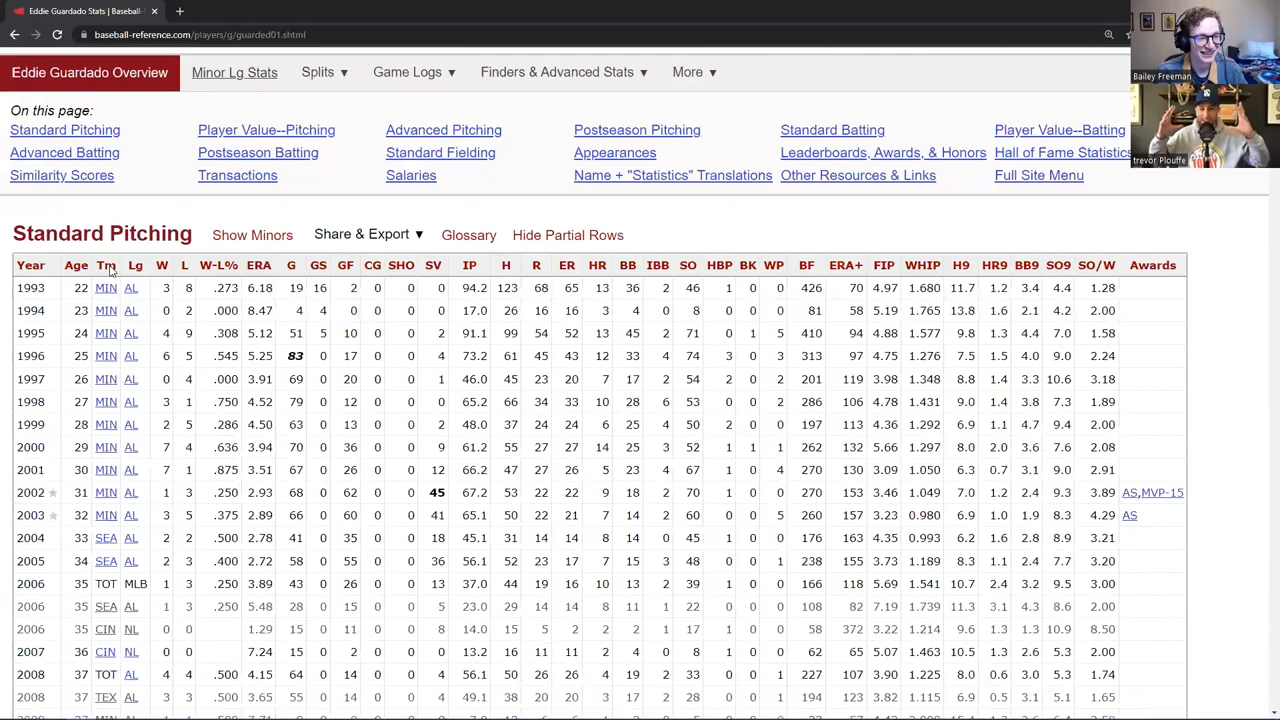 Eddie Guardado Stats | Baseball-
baseball-reference.com/players/g/guarded01.shtml
Bailey Freeman
trevor Plouffe
Eddie Guardado Overview Minor Lg Stats Splits ▼ Game Logs ▼ Finders & Advanced Stats ▼ More ▼
On this page:
Standard Pitching Player Value--Pitching Advanced Pitching Postseason Pitching Standard Batting Player Value--Batting
Advanced Batting Postseason Batting Standard Fielding Appearances Leaderboards, Awards, & Honors Hall of Fame Statistics
Similarity Scores Transactions Salaries Name + "Statistics" Translations Other Resources & Links Full Site Menu
Standard Pitching Show Minors Share & Export ▼ Glossary Hide Partial Rows
Year Age Tm Lg W L W-L% ERA G GS GF CG SHO SV IP H R ER HR BB IBB SO HBP BK WP BF ERA+ FIP WHIP H9 HR9 BB9 SO9 SO/W Awards
1993 22 MIN AL 3 8 .273 6.18 19 16 2 0 0 0 94.2 123 68 65 13 36 2 46 1 0 0 426 70 4.97 1.680 11.7 1.2 3.4 4.4 1.28
1994 23 MIN AL 0 2 .000 8.47 4 4 0 0 0 0 17.0 26 16 16 3 4 0 8 0 0 0 81 58 5.19 1.765 13.8 1.6 2.1 4.2 2.00
1995 24 MIN AL 4 9 .308 5.12 51 5 10 0 0 2 91.1 99 54 52 13 45 2 71 0 1 5 410 94 4.88 1.577 9.8 1.3 4.4 7.0 1.58
1996 25 MIN AL 6 5 .545 5.25 83 0 17 0 0 4 73.2 61 45 43 12 33 4 74 3 0 3 313 97 4.75 1.276 7.5 1.5 4.0 9.0 2.24
1997 26 MIN AL 0 4 .000 3.91 69 0 20 0 0 1 46.0 45 23 20 7 17 2 54 2 0 2 201 119 3.98 1.348 8.8 1.4 3.3 10.6 3.18
1998 27 MIN AL 3 1 .750 4.52 79 0 12 0 0 0 65.2 66 34 33 10 28 6 53 0 0 2 286 106 4.78 1.431 9.0 1.4 3.8 7.3 1.89
1999 28 MIN AL 2 5 .286 4.50 63 0 13 0 0 2 48.0 37 24 24 6 25 4 50 2 0 0 197 113 4.36 1.292 6.9 1.1 4.7 9.4 2.00
2000 29 MIN AL 7 4 .636 3.94 70 0 36 0 0 9 61.2 55 27 27 14 25 3 52 1 1 1 262 132 5.66 1.297 8.0 2.0 3.6 7.6 2.08
2001 30 MIN AL 7 1 .875 3.51 67 0 26 0 0 12 66.2 47 27 26 5 23 4 67 1 0 4 270 130 3.09 1.050 6.3 0.7 3.1 9.0 2.91
2002 MIN AL 31 1 3 .250 2.93 68 0 62 0 0 45 67.2 53 22 22 9 18 2 70 1 0 0 270 153 3.46 1.049 7.0 1.2 2.4 9.3 3.89 AS,MVP-15
2003 32 MIN AL 3 5 .375 2.89 66 0 60 0 0 41 65.1 50 22 21 7 14 2 60 0 0 5 260 157 3.23 0.980 6.9 1.0 1.9 8.3 4.29 AS
2004 33 SEA AL 2 2 .500 2.78 41 0 35 0 0 18 45.1 31 14 14 8 14 0 45 1 0 0 176 163 4.35 0.993 6.2 1.6 2.8 8.9 3.21
2005 34 SEA AL 2 3 .400 2.72 58 0 55 0 0 36 56.1 52 23 17 7 15 3 48 0 0 1 238 155 3.73 1.189 8.3 1.1 2.4 7.7 3.20
2006 35 TOT MLB 1 3 .250 3.89 43 0 26 0 0 13 37.0 44 19 16 10 13 2 39 1 0 0 166 118 5.69 1.541 10.7 2.4 3.2 9.5 3.00
2006 35 SEA AL 1 3 .250 5.48 28 0 15 0 0 5 23.0 29 14 14 8 11 1 22 0 0 0 108 82 7.19 1.739 11.3 3.1 4.3 8.6 2.00
2006 35 CIN NL 0 0 1.29 15 0 11 0 0 8 14.0 15 5 2 2 2 1 17 1 0 0 58 372 3.22 1.214 9.6 1.3 1.3 10.9 8.50
2007 36 CIN NL 0 0 7.24 15 0 2 0 0 0 13.2 16 11 11 2 4 0 8 1 0 0 62 65 5.07 1.463 10.5 1.3 2.6 5.3 2.00
2008 37 TOT AL 4 4 .500 4.15 64 0 14 0 0 4 56.1 50 26 26 4 19 2 33 0 0 1 227 107 3.90 1.225 8.0 0.6 3.0 5.3 1.74
2008 37 TEX AL 3 3 .500 3.65 55 0 14 0 0 4 49.1 38 20 20 3 17 2 28 0 0 1 194 123 3.82 1.115 6.9 0.5 3.1 5.1 1.65